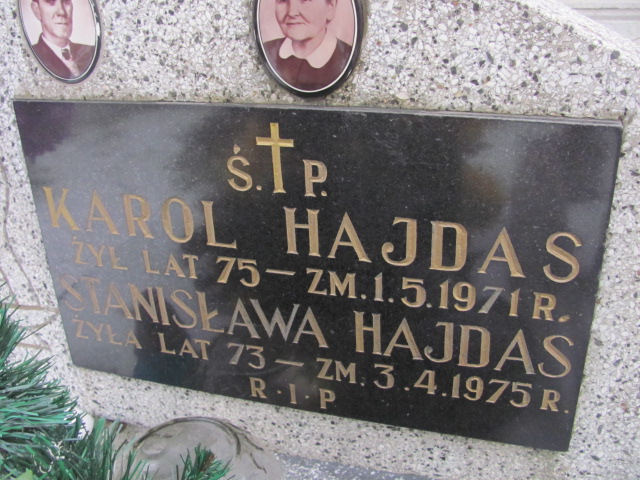 Ś. P.
KAROL HAJDAS
ŻYŁ LAT 75 — ZM. 1.5.1971 R.
STANISŁAWA HAJDAS
ŻYŁA LAT 73 — ZM. 3.4.1975 R.
R.I.P